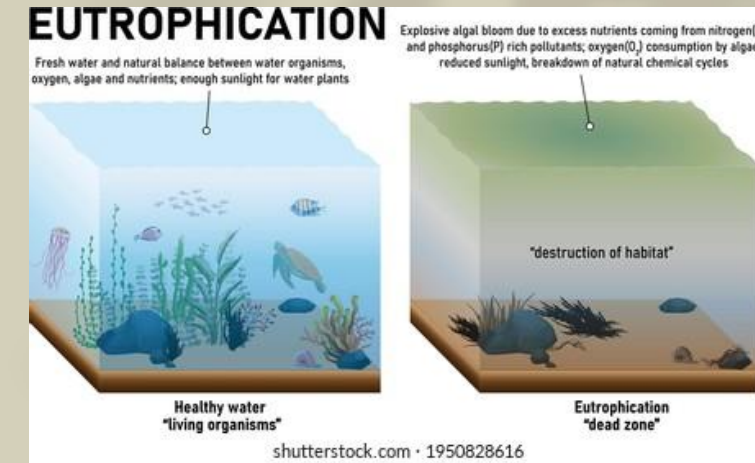 EUTROPHICATION
Fresh water and natural balance between water organisms,
oxygen, algae and nutrients; enough sunlight for water plants
Explosive algal bloom due to excess nutrients coming from nitrogen(
and phosphorus(P) rich pollutants; oxygen(O₂) consumption by algae
reduced sunlight, breakdown of natural chemical cycles
"destruction of habitat"
Healthy water
"living organisms"
Eutrophication
"dead zone"
shutterstock.com · 1950828616